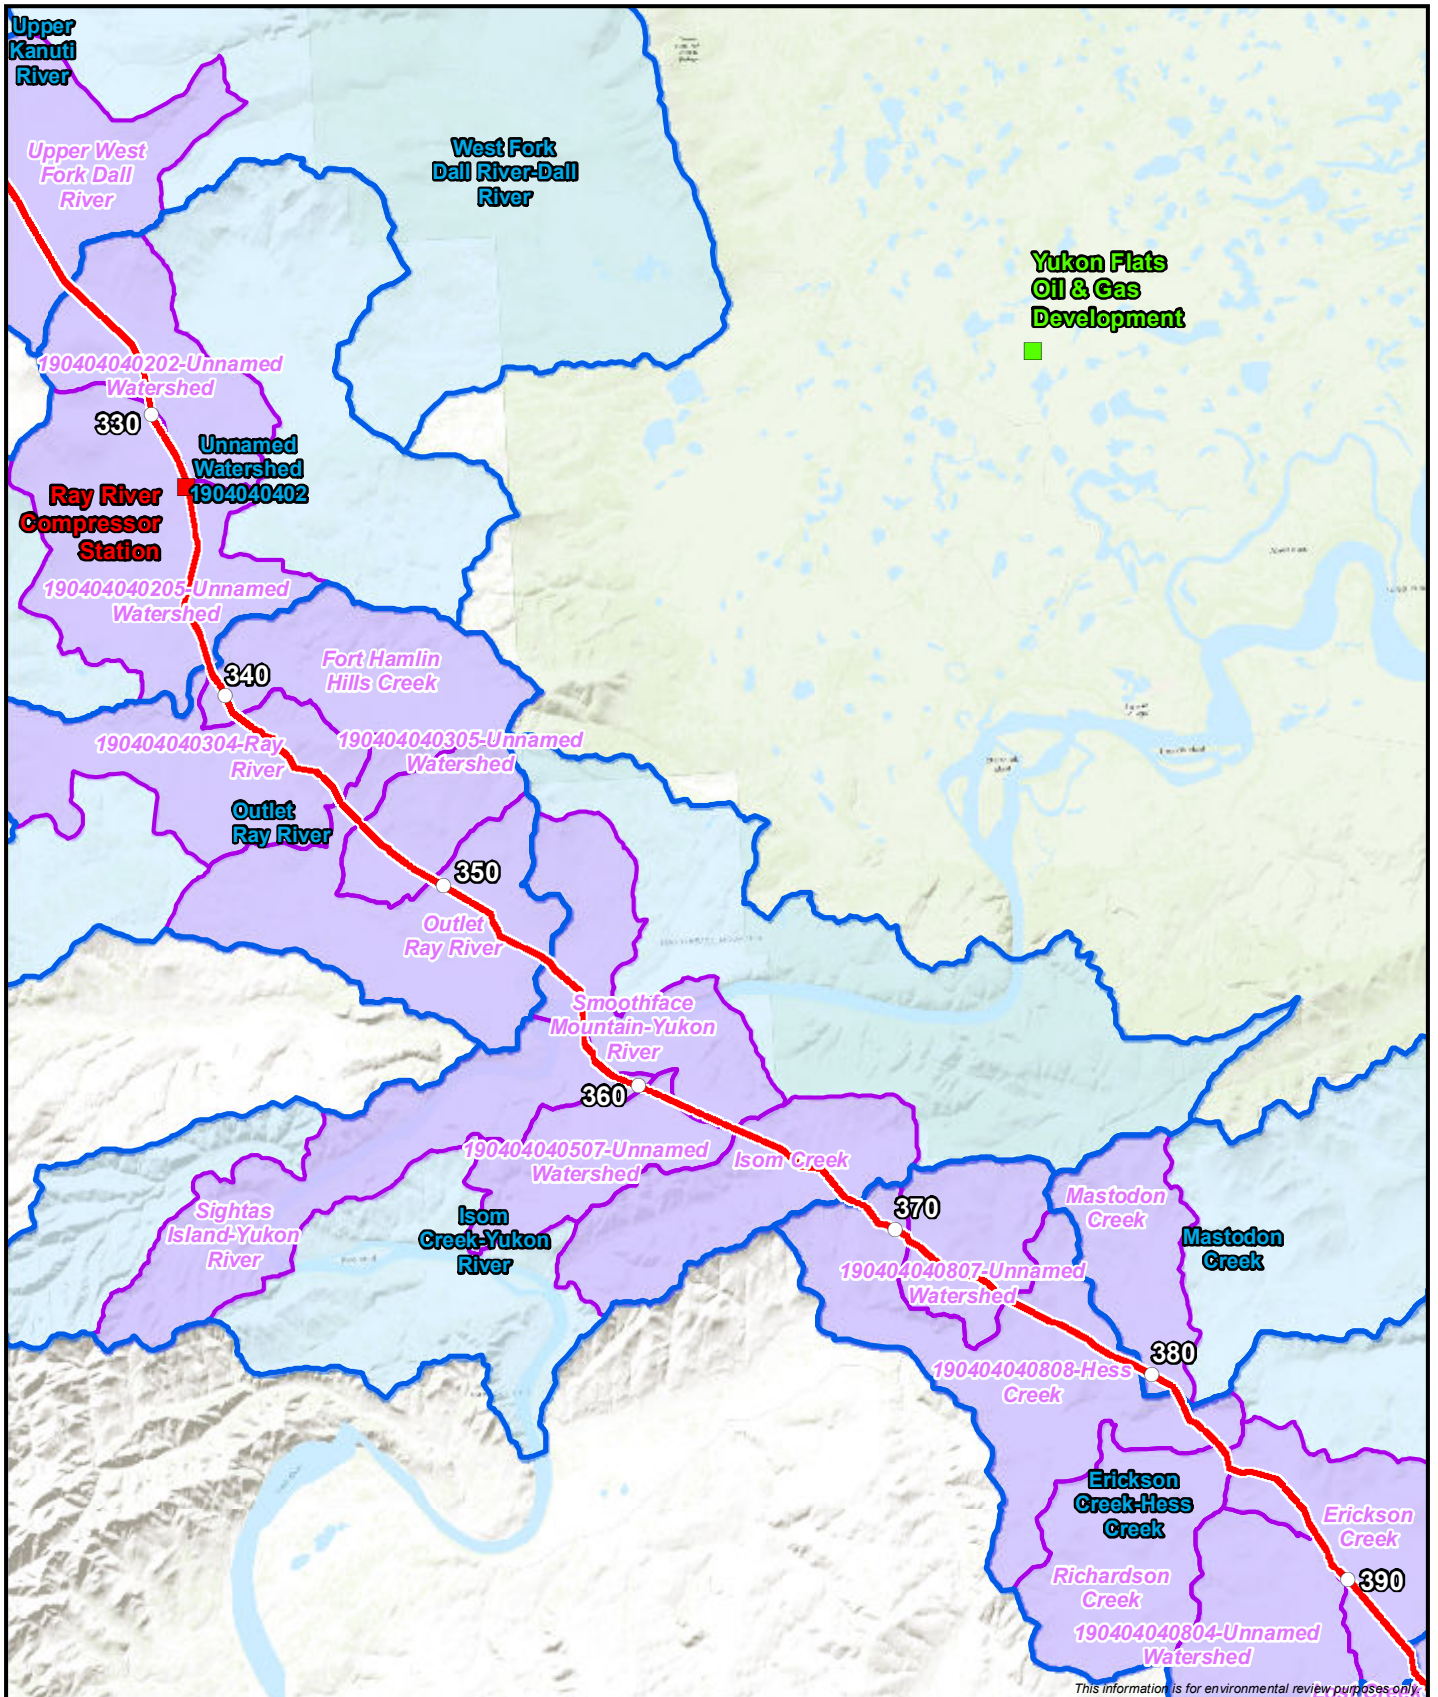 Upper
Kanuti
River
Upper West
Fork Dall
River
West Fork
Dall River-Dall
River
Yukon Flats
Oil & Gas
Development
190404040202-Unnamed
Watershed
330
Unnamed
Watershed
1904040402
Ray River
Compressor
Station
190404040205-Unnamed
Watershed
Fort Hamlin
Hills Creek
340
190404040304-Ray
River
190404040305-Unnamed
Watershed
Outlet
Ray River
350
Outlet
Ray River
Smoothface
Mountain-Yukon
River
360
190404040507-Unnamed
Watershed
Isom Creek
Sightas
Island-Yukon
River
Isom
Creek-Yukon
River
370
Mastodon
Creek
Mastodon
Creek
190404040807-Unnamed
Watershed
380
190404040808-Hess
Creek
Erickson
Creek-Hess
Creek
Erickson
Creek
Richardson
Creek
390
190404040804-Unnamed
Watershed
This information is for environmental review purposes only.